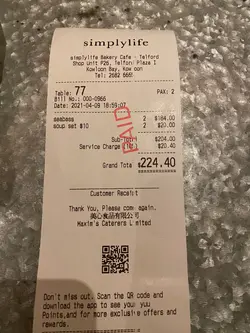 simplylife
simplylife Bakery Cafe - Telford
Shop Unit P26, Telford Plaza I
Kowloon Bay, Kowloon
Tel: 2682 6665
Table: 77
PAX: 2
Bill No.: 000-0966
Date: 2021-04-09 18:59:07
seabass 2 $184.00
soup set $10 2 $20.00
PAID
Sub-Total $204.00
Service Charge (10%) $20.40
Grand Total $224.40
Customer Receipt
Thank You, Please come again.
美心食品有限公司
Maxim's Caterers Limited
Don't miss out. Scan the QR code and
download the app to see your
Points,and for more exclusive offers and
rewards.